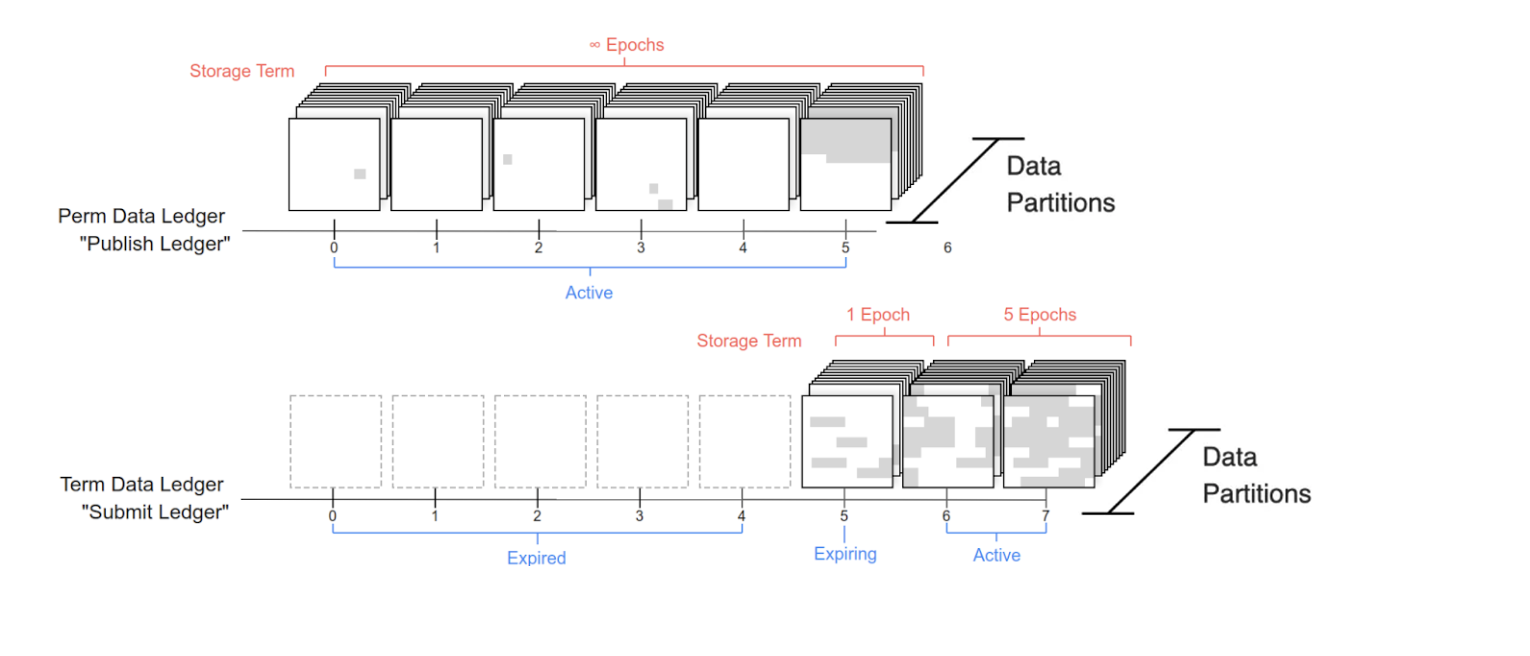 ∞ Epochs
Storage Term
Data
Partitions
Perm Data Ledger
"Publish Ledger"
0 1 2 3 4 5 6
Active
1 Epoch 5 Epochs
Storage Term
Data
Partitions
Term Data Ledger
"Submit Ledger"
0 1 2 3 4 5 6 7
Expired Expiring Active